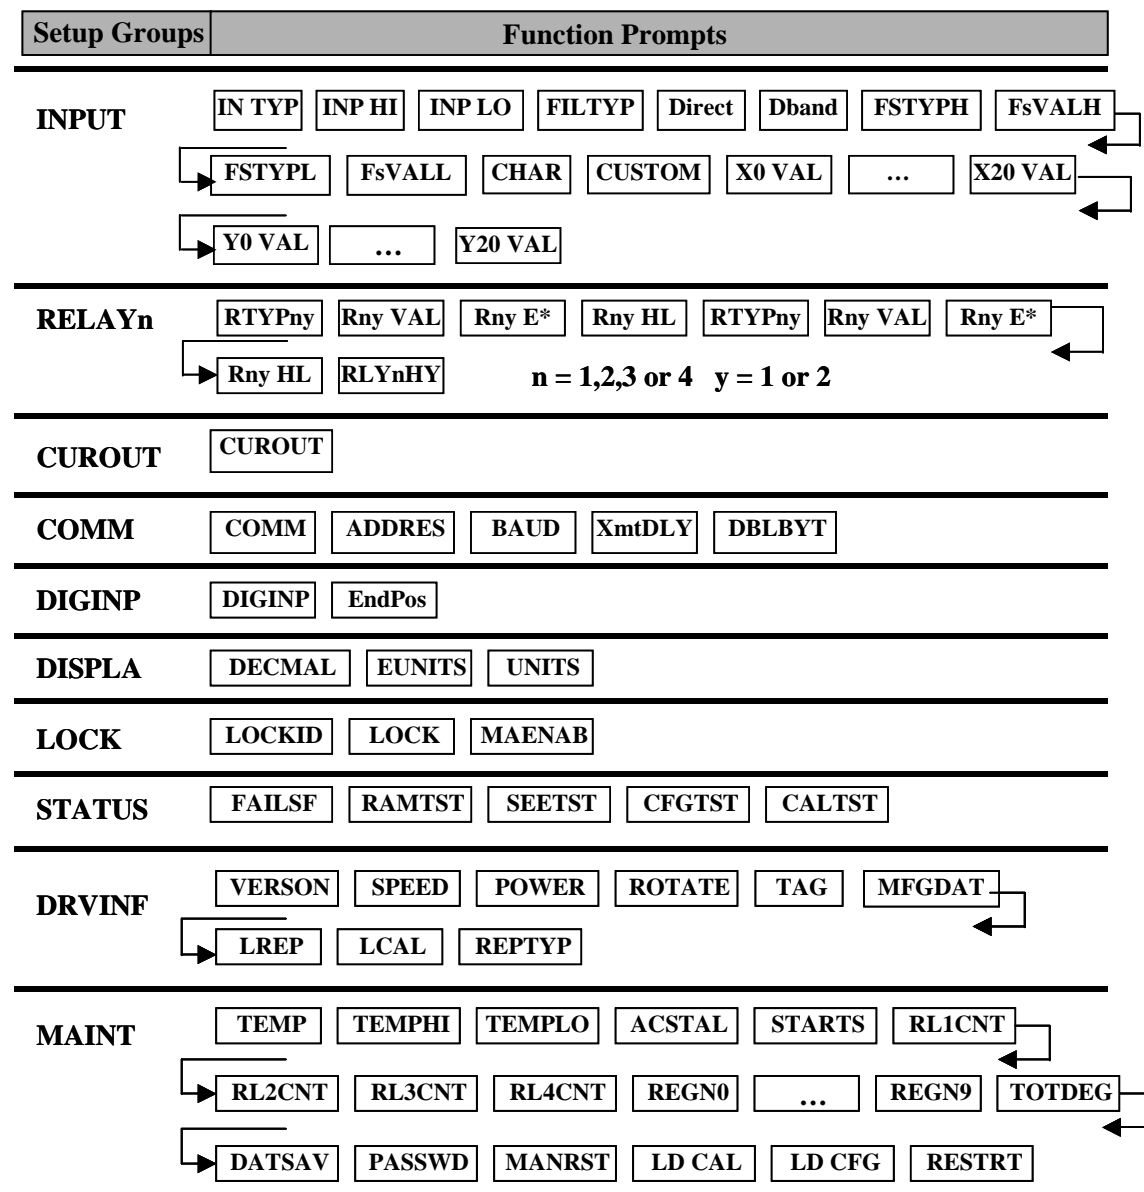 Setup Groups Function Prompts
INPUT IN TYP INP HI INP LO FILTYP Direct Dband FSTYPH FsVALH
FSTYPL FsVALL CHAR CUSTOM X0 VAL ... X20 VAL
Y0 VAL ... Y20 VAL
RELAYn RTYPny Rny VAL Rny E* Rny HL RTYPny Rny VAL Rny E*
Rny HL RLYnHY n = 1,2,3 or 4 y = 1 or 2
CUROUT CUROUT
COMM COMM ADDRES BAUD XmtDLY DBLBYT
DIGINP DIGINP EndPos
DISPLA DECMAL EUNITS UNITS
LOCK LOCKID LOCK MAENAB
STATUS FAILSF RAMTST SEETST CFGTST CALTST
DRVINF VERSON SPEED POWER ROTATE TAG MFGDAT
LREP LCAL REPTYP
MAINT TEMP TEMPHI TEMPLO ACSTAL STARTS RL1CNT
RL2CNT RL3CNT RL4CNT REGN0 ... REGN9 TOTDEG
DATSAV PASSWD MANRST LD CAL LD CFG RESTRT